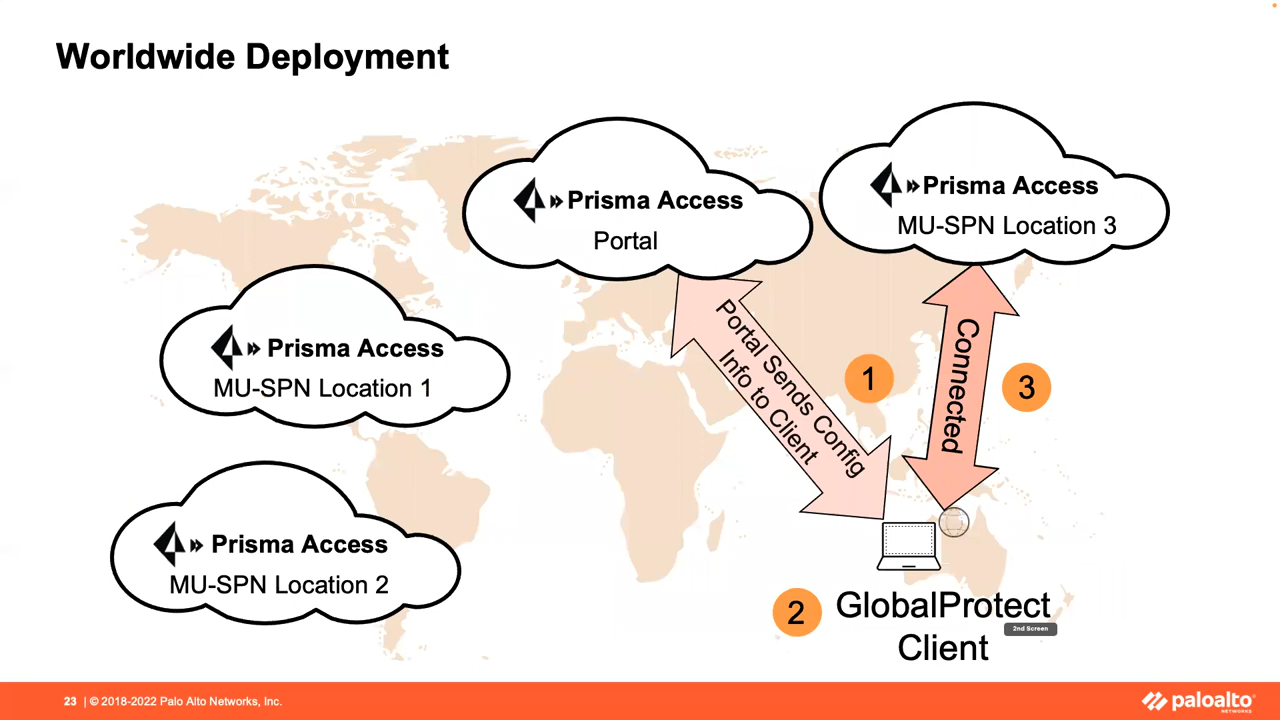 Worldwide Deployment
Prisma Access
Portal
Prisma Access
MU-SPN Location 3
Prisma Access
MU-SPN Location 1
Prisma Access
MU-SPN Location 2
Portal Sends Config
Info to Client
1
Connected
3
2
GlobalProtect
Client
2nd Screen
23 | © 2018-2022 Palo Alto Networks, Inc.
paloalto
NETWORKS